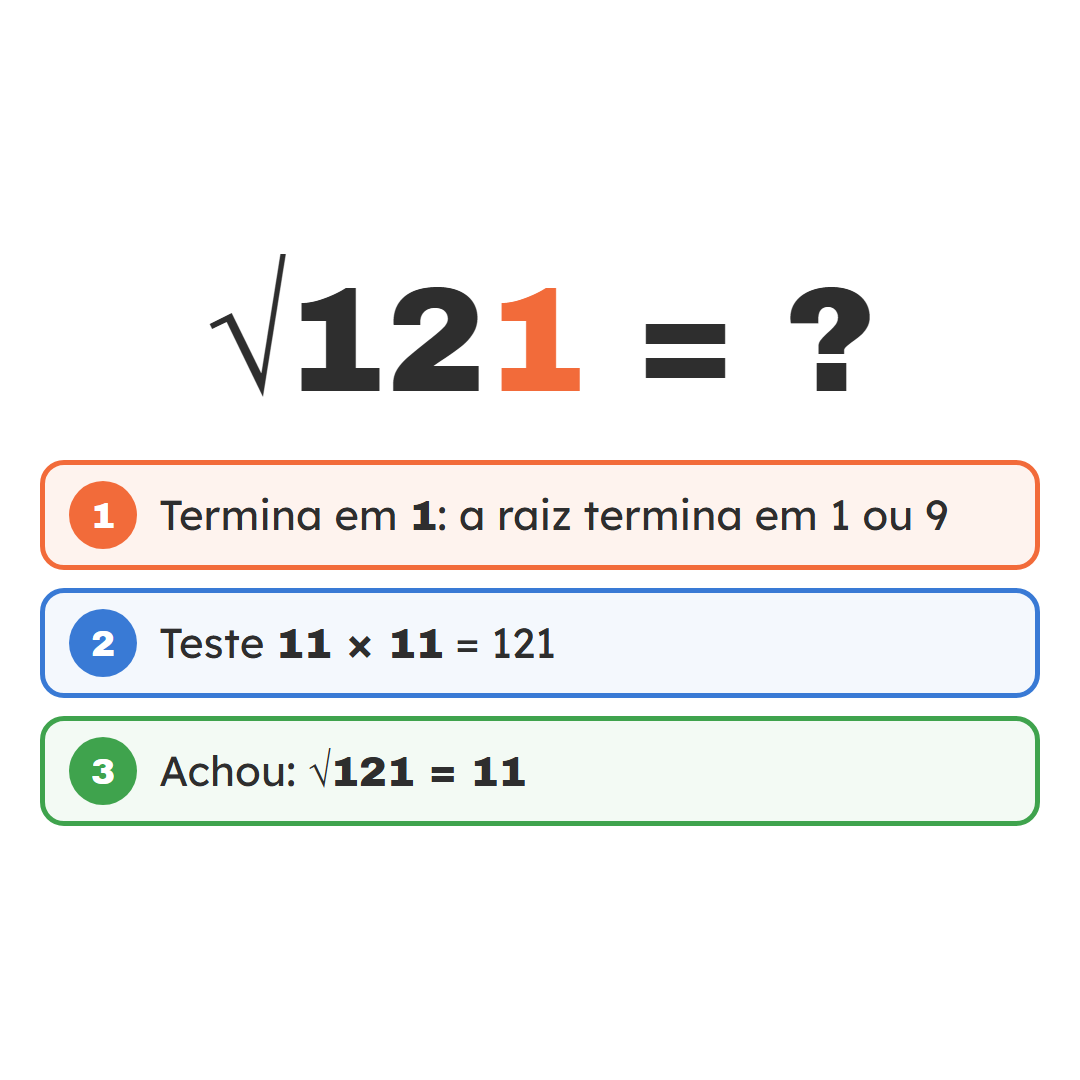 √121 = ?
1 Termina em 1: a raiz termina em 1 ou 9
2 Teste 11 × 11 = 121
3 Achou: √121 = 11